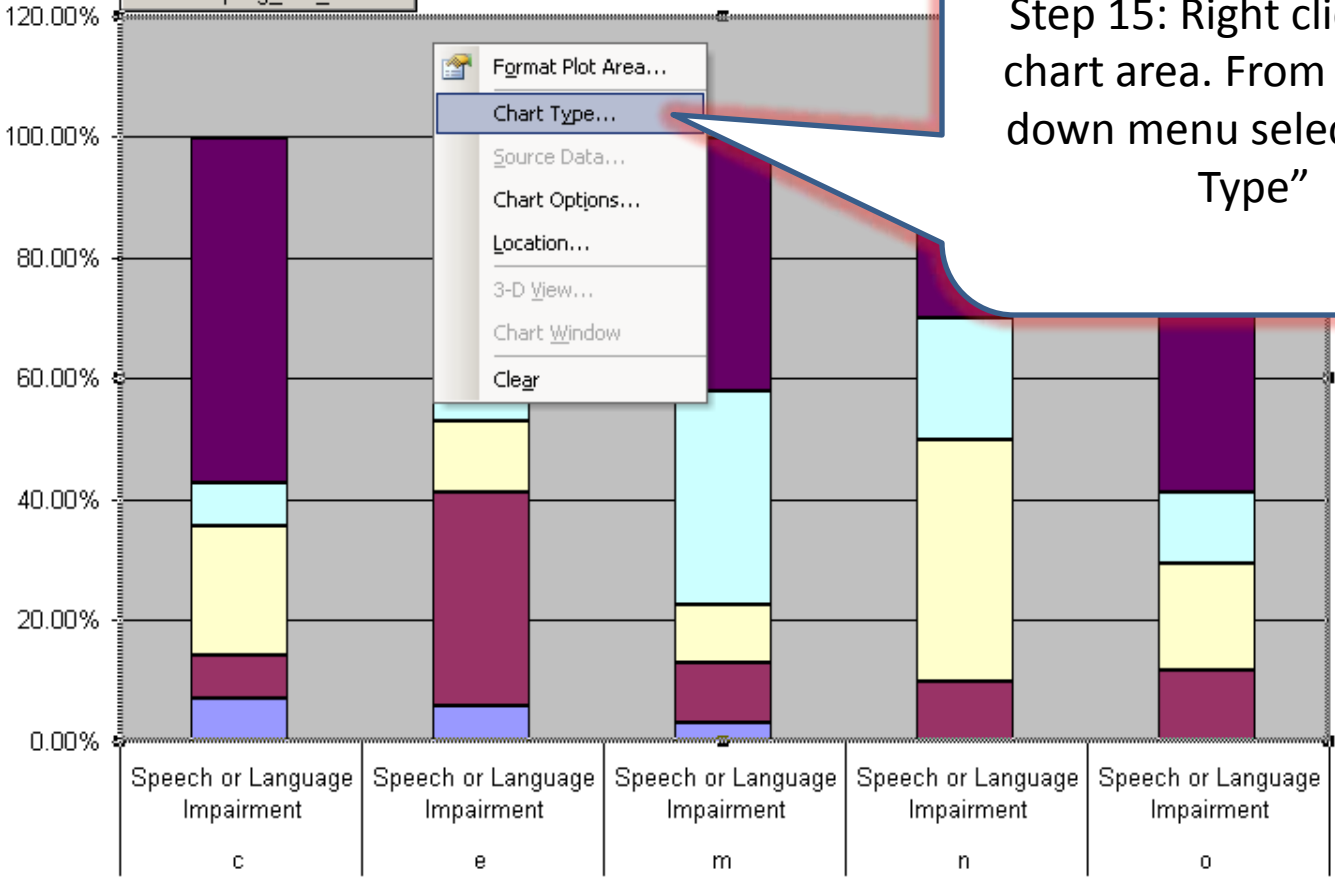 120.00%
Step 15: Right
chart area. From
down menu
Type”
Format Plot Area...
Chart Type...
Source Data...
Chart Options...
Location...
3-D View...
Chart Window
Clear
100.00%
80.00%
60.00%
40.00%
20.00%
0.00%
Speech or Language Impairment
Speech or Language Impairment
Speech or Language Impairment
Speech or Language Impairment
Speech or Language Impairment
c
e
m
n
o